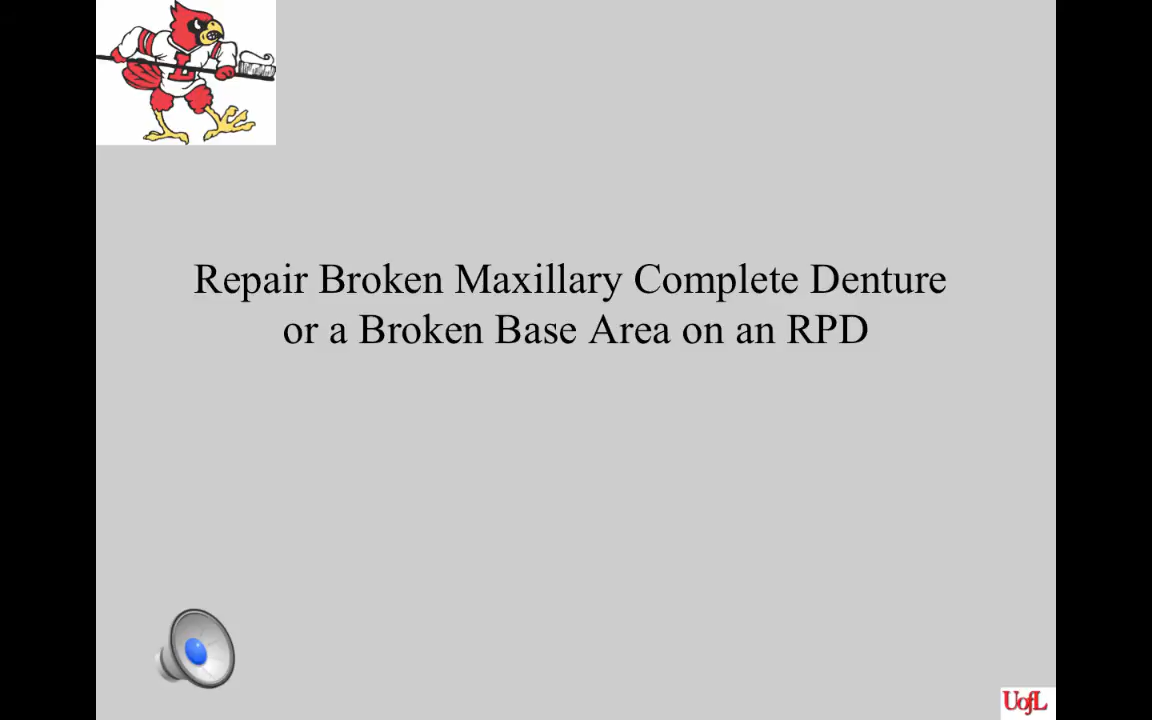 L
Repair Broken Maxillary Complete Denture
or a Broken Base Area on an RPD
UofL